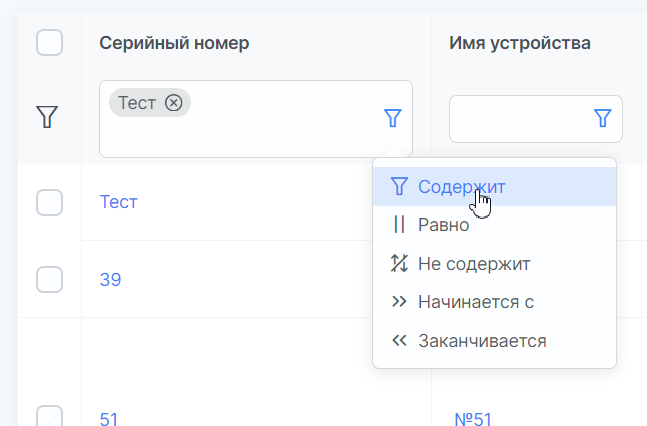 Серийный номер
Имя устройства
Тест
Содержит
Равно
Не содержит
Начинается с
Заканчивается
Тест
39
51
№51